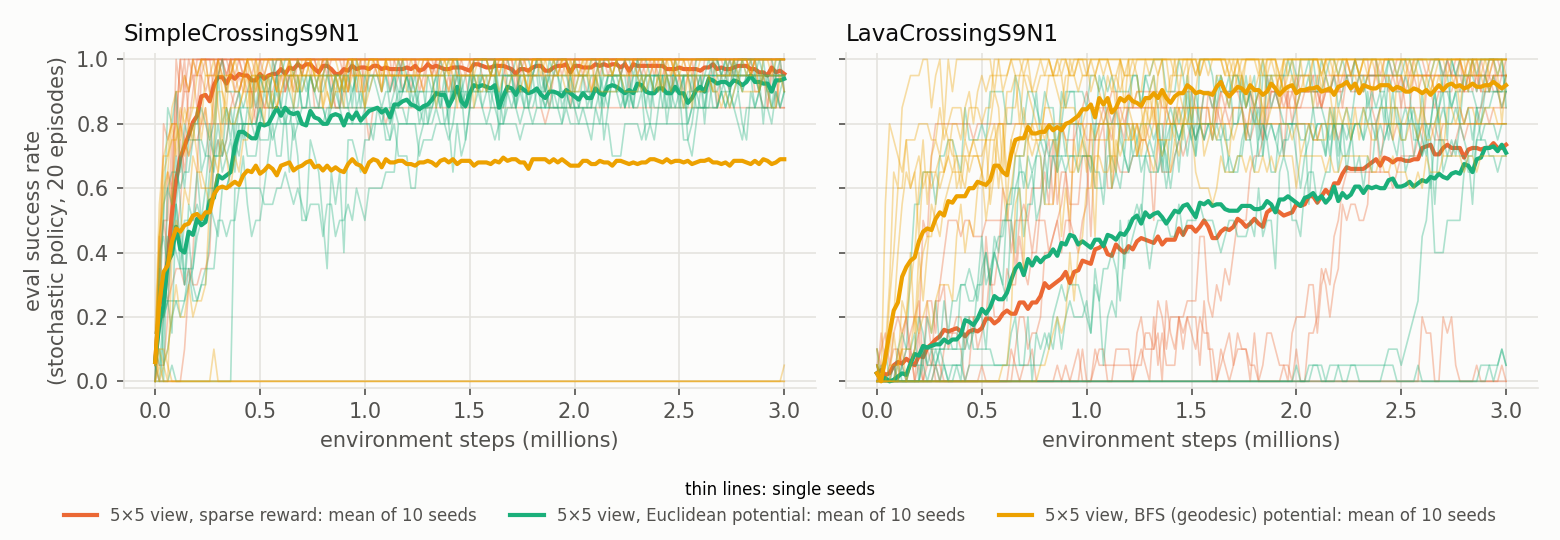 SimpleCrossingS9N1
LavaCrossingS9N1
eval success rate
(stochastic policy, 20 episodes)
1.0
0.8
0.6
0.4
0.2
0.0
0.0 0.5 1.0 1.5 2.0 2.5 3.0
0.0 0.5 1.0 1.5 2.0 2.5 3.0
environment steps (millions)
environment steps (millions)
thin lines: single seeds
5×5 view, sparse reward: mean of 10 seeds
5×5 view, Euclidean potential: mean of 10 seeds
5×5 view, BFS (geodesic) potential: mean of 10 seeds